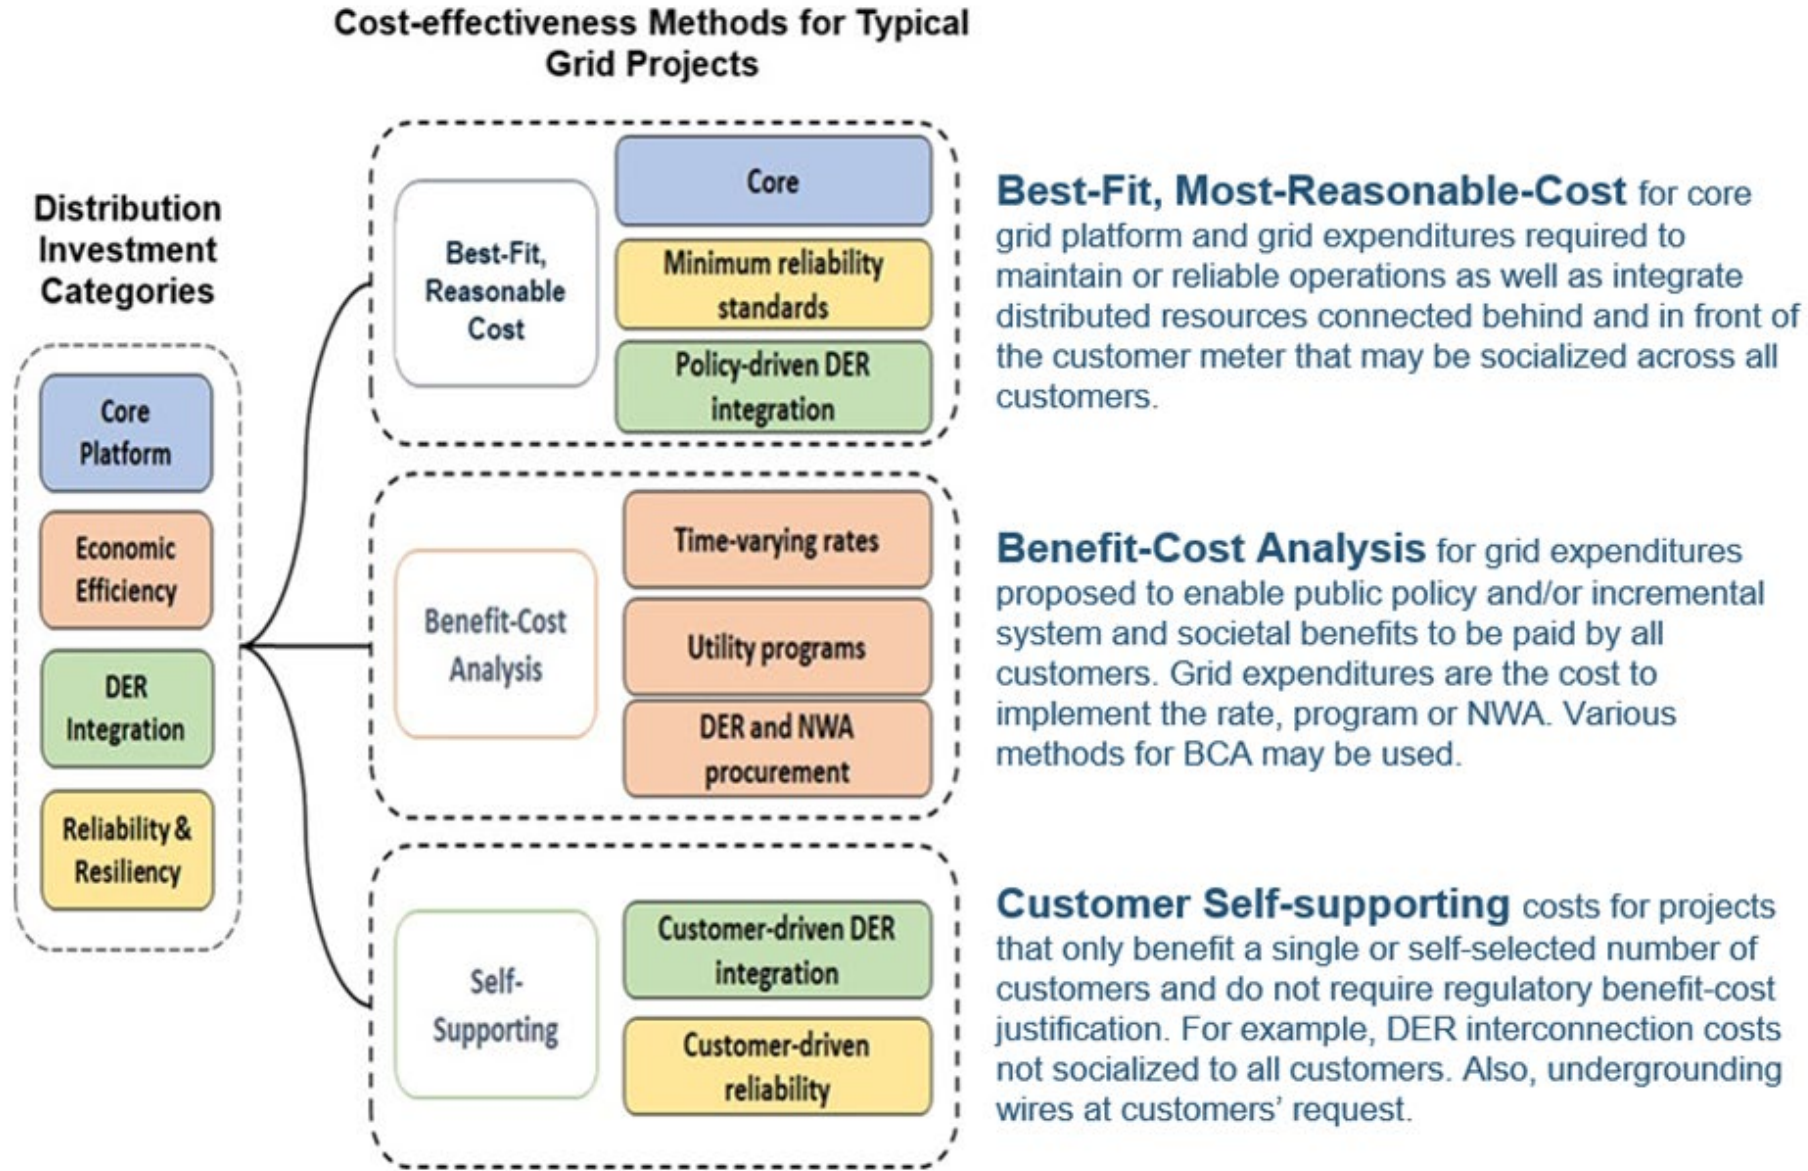 Cost-effectiveness Methods for Typical
Grid Projects
Distribution
Investment
Categories
Core
Platform
Economic
Efficiency
DER
Integration
Reliability &
Resiliency
Best-Fit,
Reasonable
Cost
Core
Minimum reliability
standards
Policy-driven DER
integration
Best-Fit, Most-Reasonable-Cost for core
grid platform and grid expenditures required to
maintain or reliable operations as well as integrate
distributed resources connected behind and in front of
the customer meter that may be socialized across all
customers.
Benefit-Cost
Analysis
Time-varying rates
Utility programs
DER and NWA
procurement
Benefit-Cost Analysis for grid expenditures
proposed to enable public policy and/or incremental
system and societal benefits to be paid by all
customers. Grid expenditures are the cost to
implement the rate, program or NWA. Various
methods for BCA may be used.
Self-
Supporting
Customer-driven DER
integration
Customer-driven
reliability
Customer Self-supporting costs for projects
that only benefit a single or self-selected number of
customers and do not require regulatory benefit-cost
justification. For example, DER interconnection costs
not socialized to all customers. Also, undergrounding
wires at customers’ request.